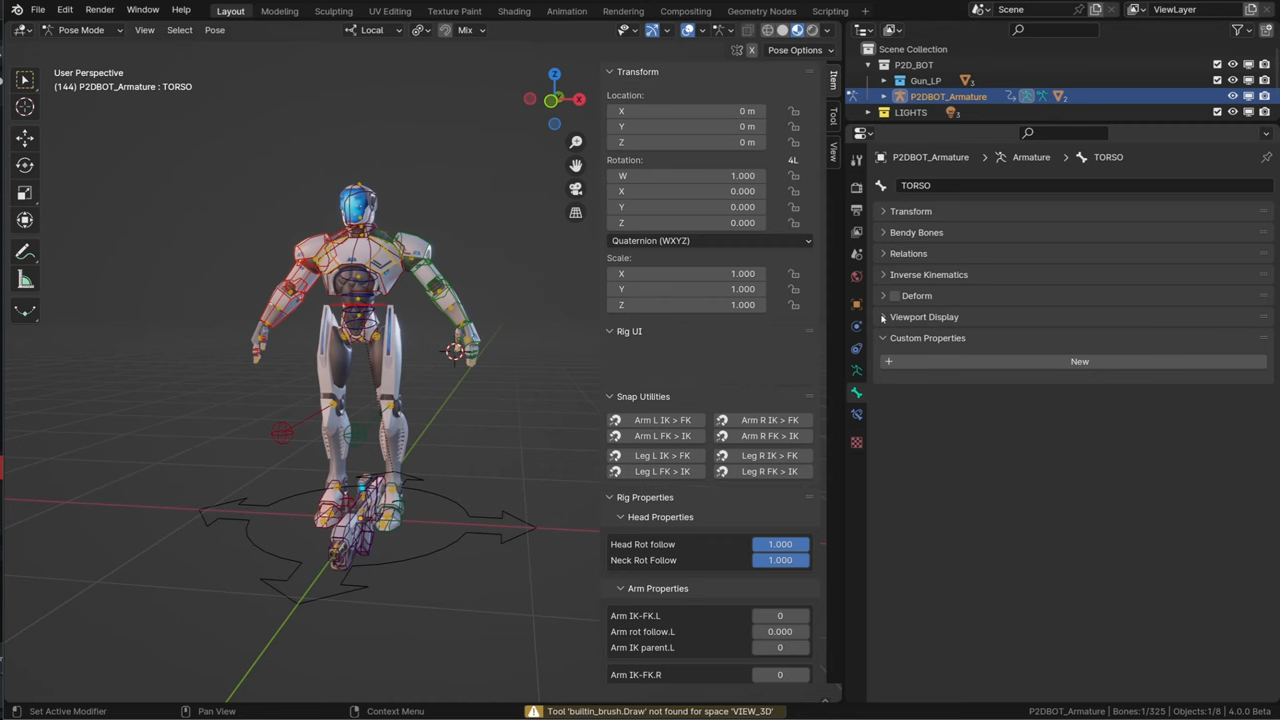 File Edit Render Window Help Layout Modeling Sculpting UV Editing Texture Paint Shading Animation Rendering Compositing Geometry Nodes Scripting + Scene ViewLayer
Pose Mode View Select Pose Local Mix
X Pose Options
User Perspective
(144) P2DBOT_Armature : TORSO
Z
X
Transform
Location:
X 0 m
Y 0 m
Z 0 m
Rotation: 4L
W 1.000
X 0.000
Y 0.000
Z 0.000
Quaternion (WXYZ)
Scale:
X 1.000
Y 1.000
Z 1.000
Rig UI
Snap Utilities
Arm L IK > FK Arm R IK > FK
Arm L FK > IK Arm R FK > IK
Leg L IK > FK Leg R IK > FK
Leg L FK > IK Leg R FK > IK
Rig Properties
Head Properties
Head Rot follow 1.000
Neck Rot Follow 1.000
Arm Properties
Arm IK-FK.L 0
Arm rot follow.L 0.000
Arm IK parent.L 0
Arm IK-FK.R 0
Item
Tool
View
Scene Collection
P2D_BOT
Gun_LP 3
P2DBOT_Armature 2
LIGHTS 3
P2DBOT_Armature > Armature > TORSO
TORSO
Transform
Bendy Bones
Relations
Inverse Kinematics
Deform
Viewport Display
Custom Properties
+ New
Set Active Modifier Pan View Context Menu Tool 'builtin_brush.Draw' not found for space 'VIEW_3D' P2DBOT_Armature | Bones:1/325 | Objects:1/8 | 4.0.0 Beta